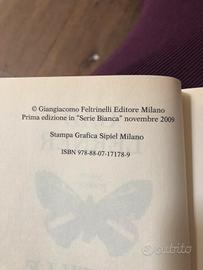 © Giangiacomo Feltrinelli Editore Milano
Prima edizione in “Serie Bianca” novembre 2009
Stampa Grafica Sipiel Milano
ISBN 978-88-07-17178-9
subito